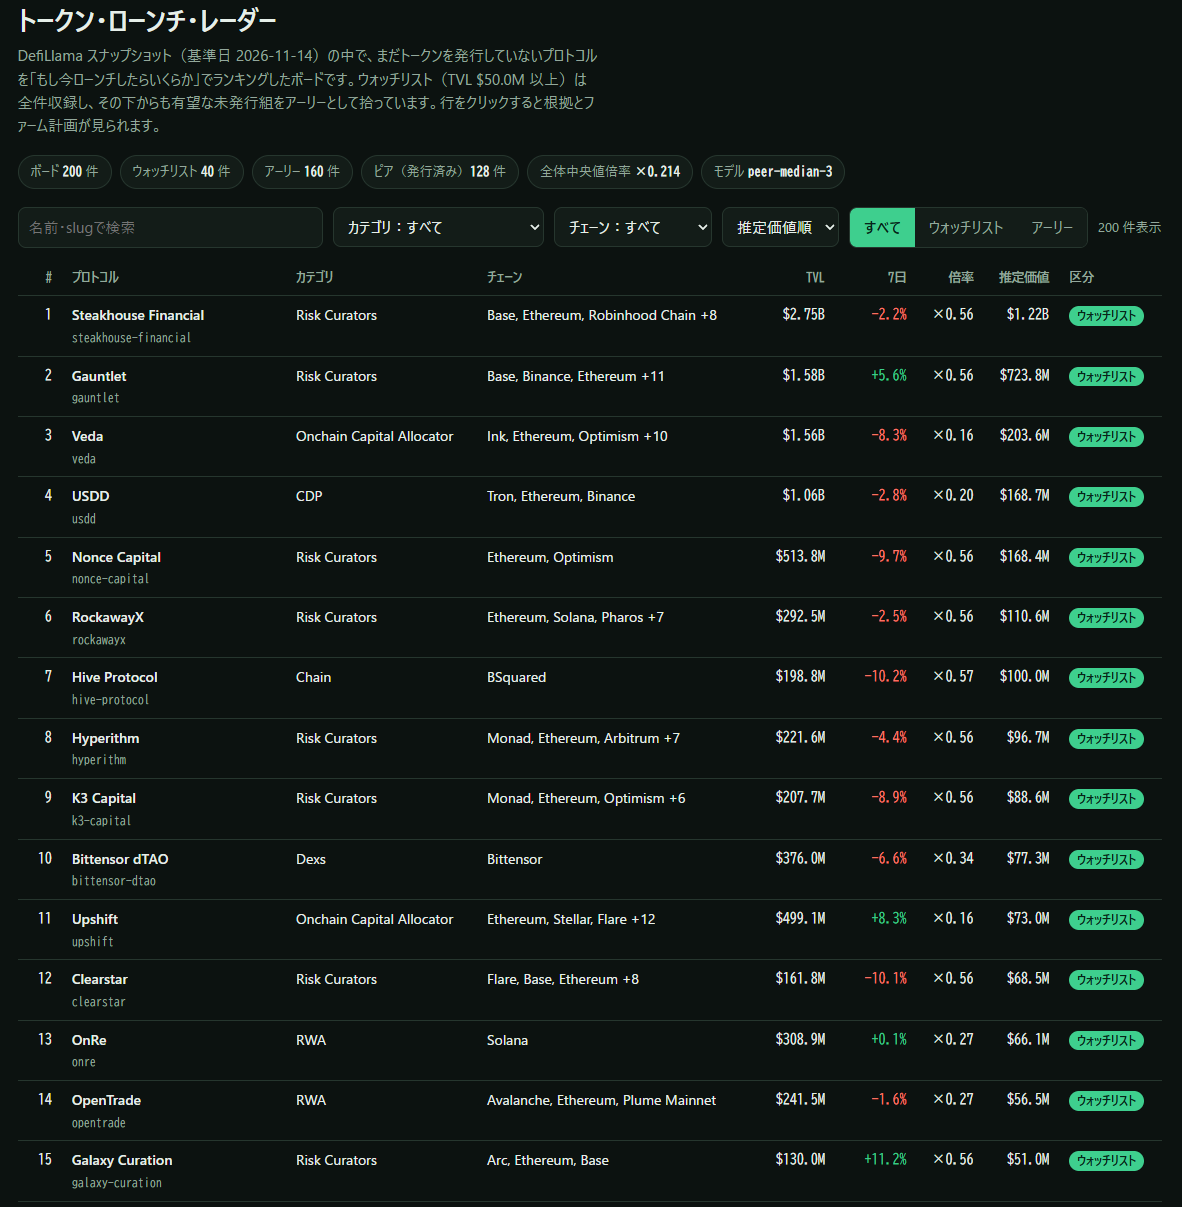 トークン・ローンチ・レーダー
DefiLlama スナップショット（基準日 2026-11-14）の中で、まだトークンを発行していないプロトコル
を「もし今ローンチしたらいくらか」でランキングしたボードです。ウォッチリスト（TVL $50.0M 以上）は
全件収録し、その下からも有望な未発行組をアーリーとして拾っています。行をクリックすると根拠とフ
ァーム計画が見られます。
ボード 200 件 ウォッチリスト 40 件 アーリー 160 件 ピア（発行済み）128 件 全体中央値倍率 ×0.214 モデル peer-median-3
名前・slugで検索 カテゴリ：すべて チェーン：すべて 推定価値順 すべて ウォッチリスト アーリー 200 件表示
# プロトコル カテゴリ チェーン TVL 7日 倍率 推定価値 区分
1 Steakhouse Financial Risk Curators Base, Ethereum, Robinhood Chain +8 $2.75B −2.2% ×0.56 $1.22B ウォッチリスト
steakhouse-financial
2 Gauntlet Risk Curators Base, Binance, Ethereum +11 $1.58B +5.6% ×0.56 $723.8M ウォッチリスト
gauntlet
3 Veda Onchain Capital Allocator Ink, Ethereum, Optimism +10 $1.56B −8.3% ×0.16 $203.6M ウォッチリスト
veda
4 USDD CDP Tron, Ethereum, Binance $1.06B −2.8% ×0.20 $168.7M ウォッチリスト
usdd
5 Nonce Capital Risk Curators Ethereum, Optimism $513.8M −9.7% ×0.56 $168.4M ウォッチリスト
nonce-capital
6 RockawayX Risk Curators Ethereum, Solana, Pharos +7 $292.5M −2.5% ×0.56 $110.6M ウォッチリスト
rockawayx
7 Hive Protocol Chain BSquared $198.8M −10.2% ×0.57 $100.0M ウォッチリスト
hive-protocol
8 Hyperithm Risk Curators Monad, Ethereum, Arbitrum +7 $221.6M −4.4% ×0.56 $96.7M ウォッチリスト
hyperithm
9 K3 Capital Risk Curators Monad, Ethereum, Optimism +6 $207.7M −8.9% ×0.56 $88.6M ウォッチリスト
k3-capital
10 Bittensor dTAO Dexs Bittensor $376.0M −6.6% ×0.34 $77.3M ウォッチリスト
bittensor-dtao
11 Upshift Onchain Capital Allocator Ethereum, Stellar, Flare +12 $499.1M +8.3% ×0.16 $73.0M ウォッチリスト
upshift
12 Clearstar Risk Curators Flare, Base, Ethereum +8 $161.8M −10.1% ×0.56 $68.5M ウォッチリスト
clearstar
13 OnRe RWA Solana $308.9M +0.1% ×0.27 $66.1M ウォッチリスト
onre
14 OpenTrade RWA Avalanche, Ethereum, Plume Mainnet $241.5M −1.6% ×0.27 $56.5M ウォッチリスト
opentrade
15 Galaxy Curation Risk Curators Arc, Ethereum, Base $130.0M +11.2% ×0.56 $51.0M ウォッチリスト
galaxy-curation